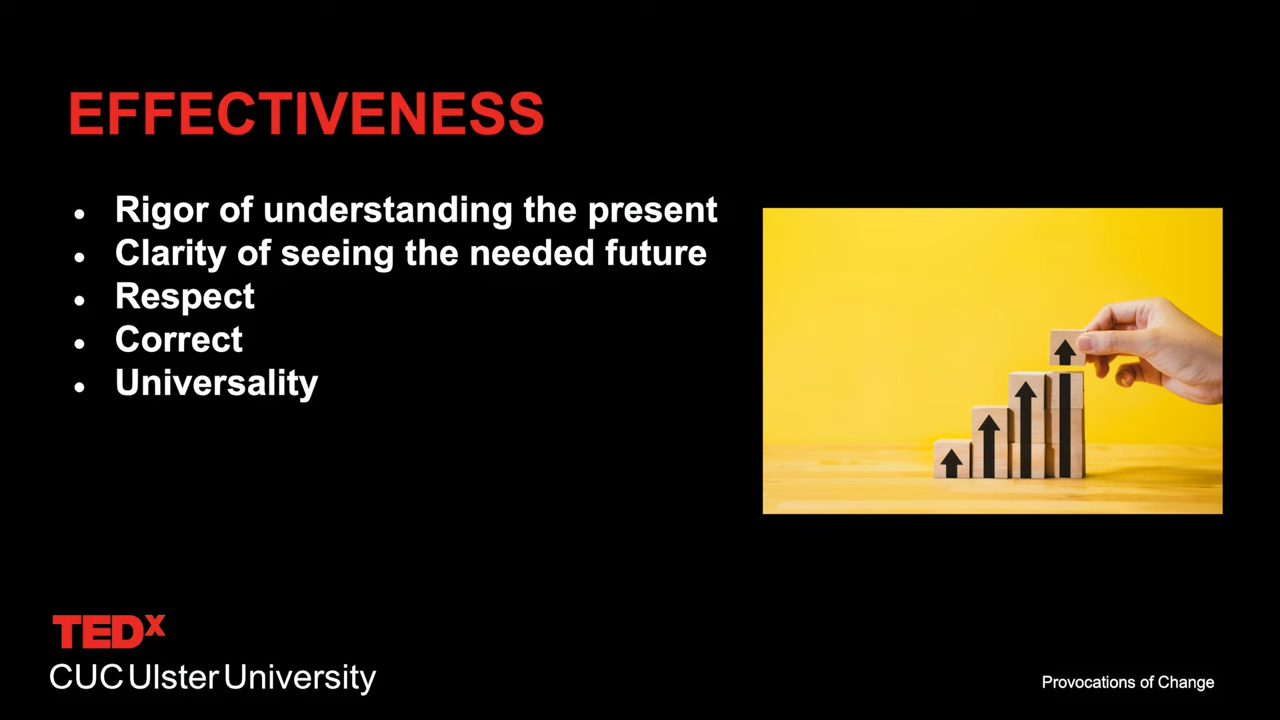 EFFECTIVENESS
• Rigor of understanding the present
• Clarity of seeing the needed future
• Respect
• Correct
• Universality
TEDx
CUC Ulster University
Provocations of Change